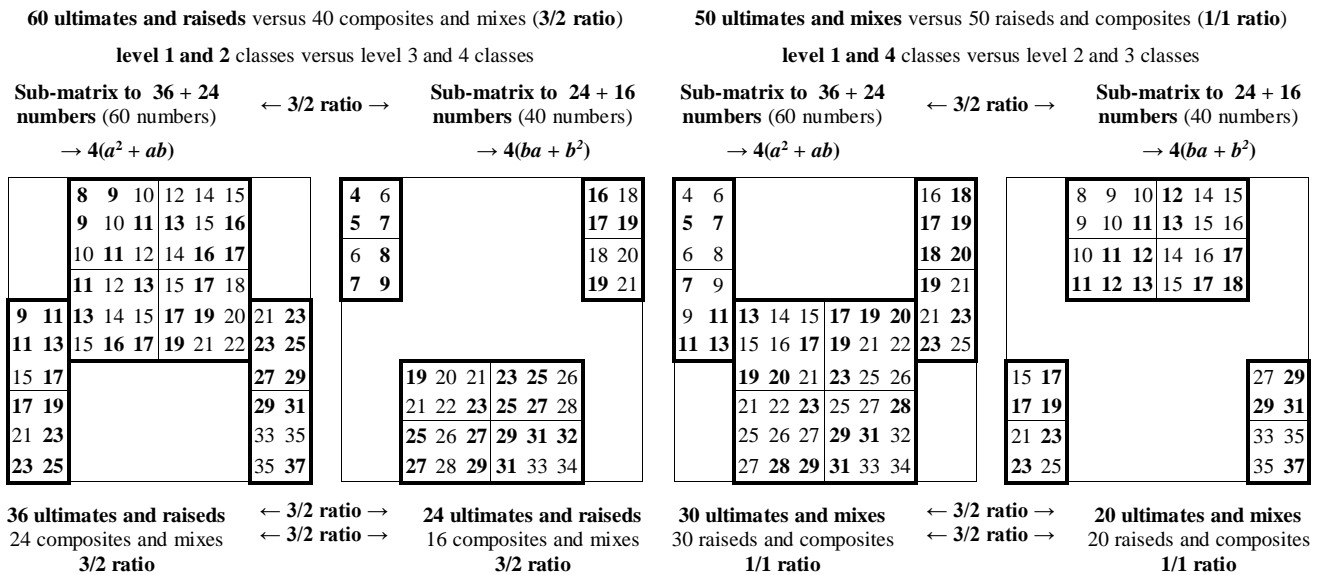 60 ultimates and raiseds versus 40 composites and mixes (3/2 ratio)
level 1 and 2 classes versus level 3 and 4 classes
Sub-matrix to 36 + 24
numbers (60 numbers)
→ 4(a² + ab)
← 3/2 ratio →
Sub-matrix to 24 + 16
numbers (40 numbers)
→ 4(ba + b²)
8 9 10 12 14 15
9 10 11 13 15 16
10 11 12 14 16 17
11 12 13 15 17 18
9 11 13 14 15 17 19 20 21 23
11 13 15 16 17 19 21 22 23 25
15 17 27 29
17 19 29 31
21 23 33 35
23 25 35 37
4 6 16 18
5 7 17 19
6 8 18 20
7 9 19 21
19 20 21 23 25 26
21 22 23 25 27 28
25 26 27 29 31 32
27 28 29 31 33 34
36 ultimates and raiseds
24 composites and mixes
3/2 ratio
← 3/2 ratio →
← 3/2 ratio →
24 ultimates and raiseds
16 composites and mixes
3/2 ratio
50 ultimates and mixes versus 50 raiseds and composites (1/1 ratio)
level 1 and 4 classes versus level 2 and 3 classes
Sub-matrix to 36 + 24
numbers (60 numbers)
→ 4(a² + ab)
← 3/2 ratio →
Sub-matrix to 24 + 16
numbers (40 numbers)
→ 4(ba + b²)
4 6 16 18
5 7 17 19
6 8 18 20
7 9 19 21
9 11 13 14 15 17 19 20 21 23
11 13 15 16 17 19 21 22 23 25
19 20 21 23 25 26
21 22 23 25 27 28
25 26 27 29 31 32
27 28 29 31 33 34
8 9 10 12 14 15
9 10 11 13 15 16
10 11 12 14 16 17
11 12 13 15 17 18
15 17 27 29
17 19 29 31
21 23 33 35
23 25 35 37
30 ultimates and mixes
30 raiseds and composites
1/1 ratio
← 3/2 ratio →
← 3/2 ratio →
20 ultimates and mixes
20 raiseds and composites
1/1 ratio